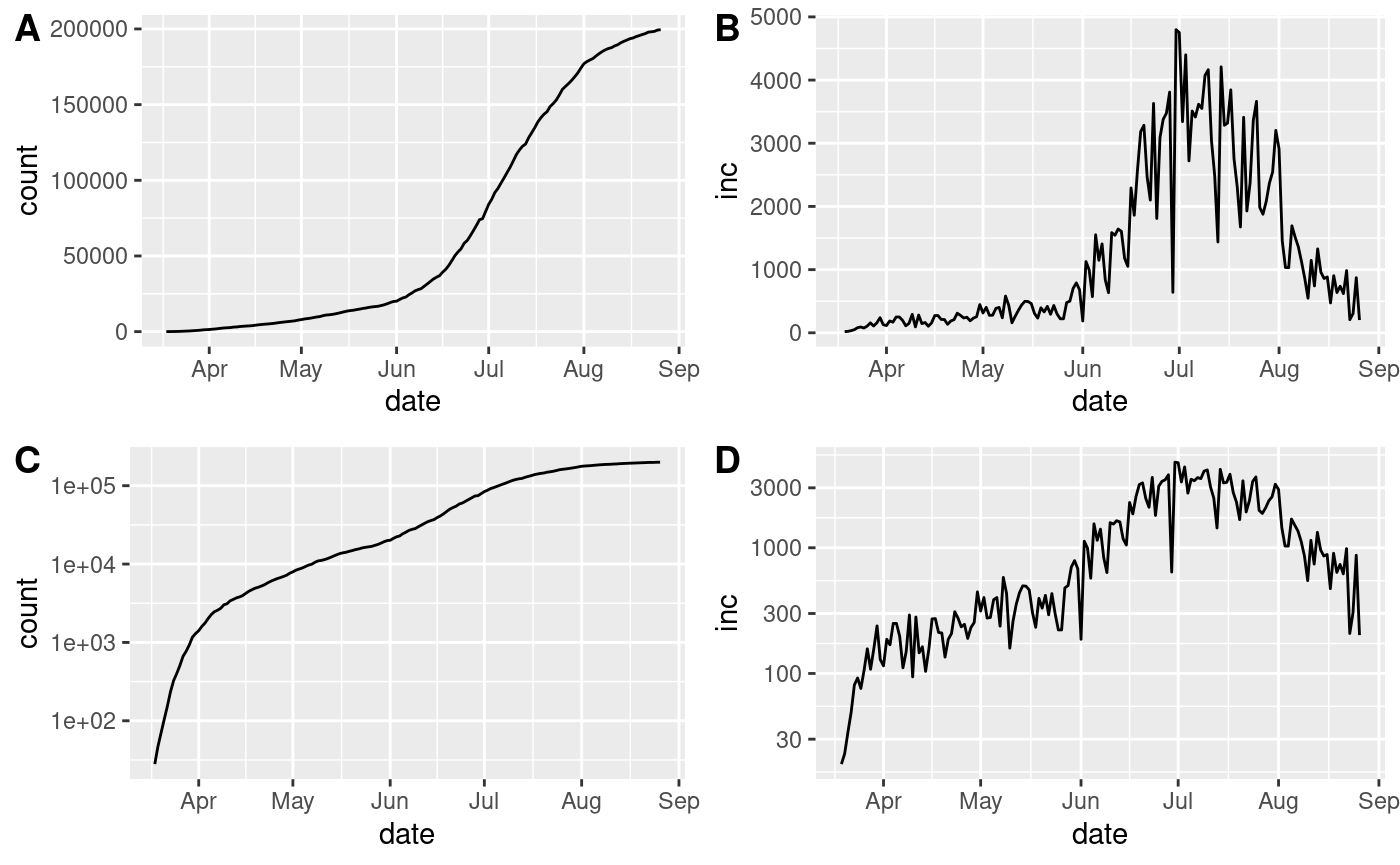 A
200000
150000
100000
50000
0
count
Apr May Jun Jul Aug Sep
date
B
5000
4000
3000
2000
1000
0
inc
Apr May Jun Jul Aug Sep
date
C
1e+05
1e+04
1e+03
1e+02
count
Apr May Jun Jul Aug Sep
date
D
3000
1000
300
100
30
inc
Apr May Jun Jul Aug Sep
date